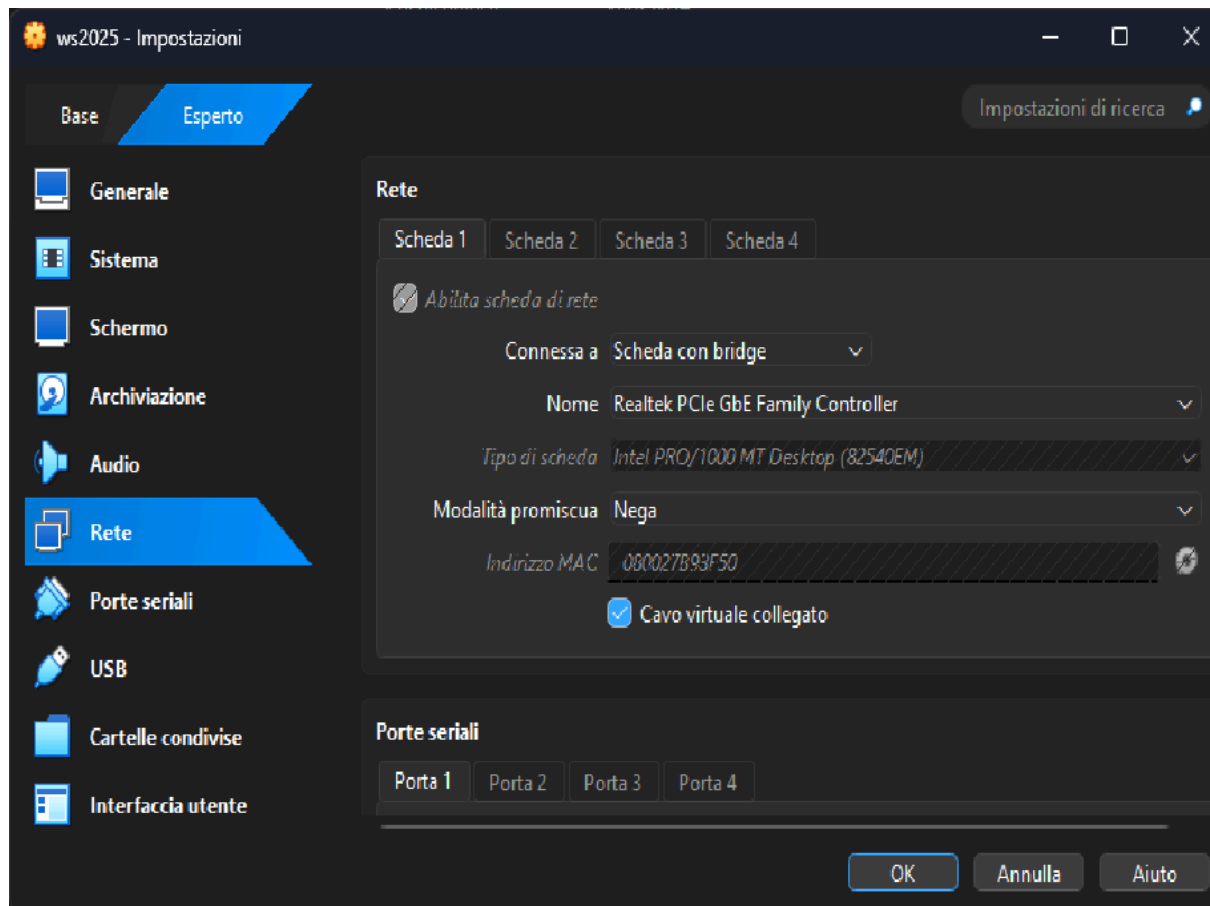 ws2025 - Impostazioni
Base
Esperto
Impostazioni di ricerca
Generale
Sistema
Schermo
Archiviazione
Audio
Rete
Porte seriali
USB
Cartelle condivise
Interfaccia utente
Rete
Scheda 1 Scheda 2 Scheda 3 Scheda 4
Abilita scheda di rete
Connessa a Scheda con bridge
Nome Realtek PCIe GbE Family Controller
Tipo di scheda Intel PRO/1000 MT Desktop (82540EM)
Modalità promiscua Nega
Indirizzo MAC 080027B93F50
Cavo virtuale collegato
Porte seriali
Porta 1 Porta 2 Porta 3 Porta 4
OK Annulla Aiuto